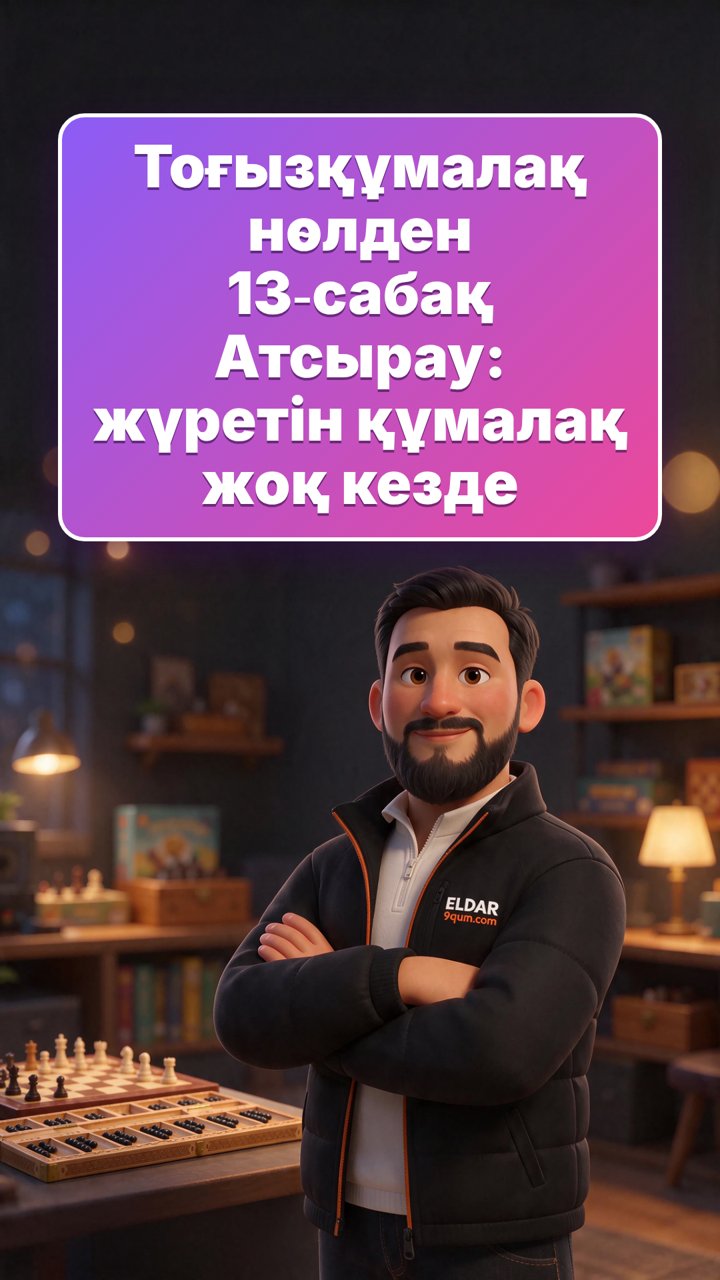 Тоғызқұмалақ
нөлден
13-сабақ
Атсырау:
жүретін құмалақ
жоқ кезде
ELDAR
9qum.com